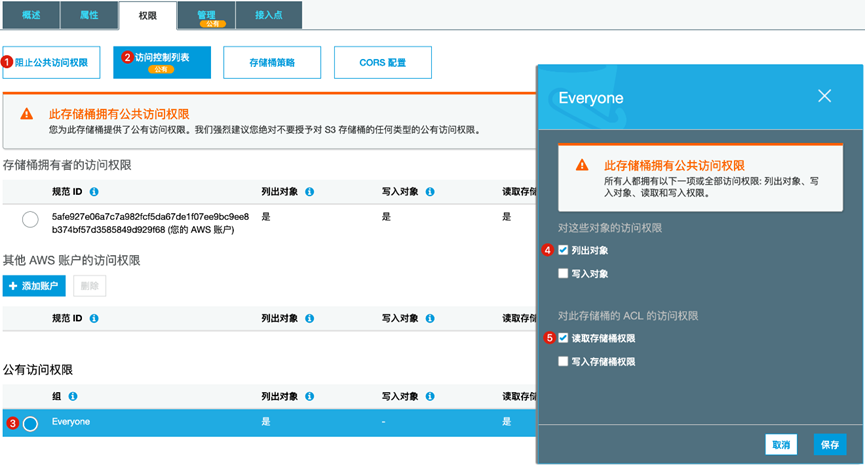 概述 属性 权限 管理 接入点
公有
1 阻止公共访问权限 2 访问控制列表 存储桶策略 CORS 配置
公有
此存储桶拥有公共访问权限
您为此存储桶提供了公有访问权限。我们强烈建议您绝对不要授予对 S3 存储桶的任何类型的公有访问权限。
存储桶拥有者的访问权限
规范 ID 列出对象 写入对象 读取存储
5afe927e06a7c7a982fcf5da67de1f07ee9bc9ee8 是 是 是
b374bf57d3585849d929f68 (您的 AWS 账户)
其他 AWS 账户的访问权限
添加账户 删除
规范 ID 列出对象 写入对象 读取存储
公有访问权限
组 列出对象 写入对象 读取存储
3 Everyone 是 - 是
Everyone
此存储桶拥有公共访问权限
所有人都拥有以下一项或全部访问权限: 列出对象、写
入对象、读取和写入权限。
对这些对象的访问权限
4 列出对象
写入对象
对此存储桶的 ACL 的访问权限
5 读取存储桶权限
写入存储桶权限
取消 保存